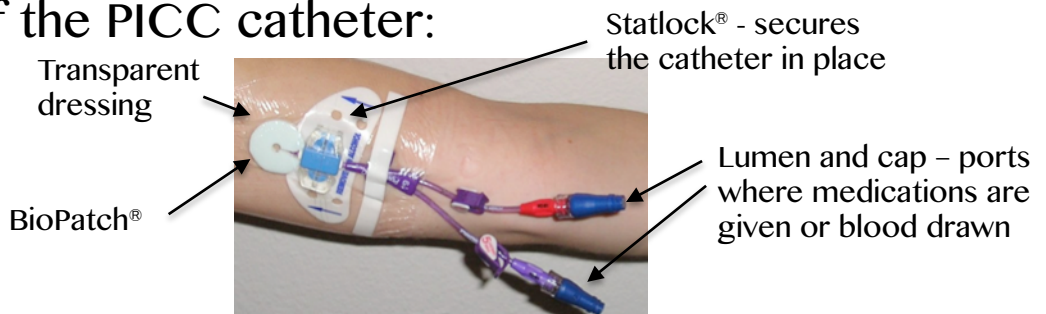 f the PICC catheter:
Statlock® - secures
the catheter in place
Transparent
dressing
Lumen and cap – ports
where medications are
given or blood drawn
BioPatch®